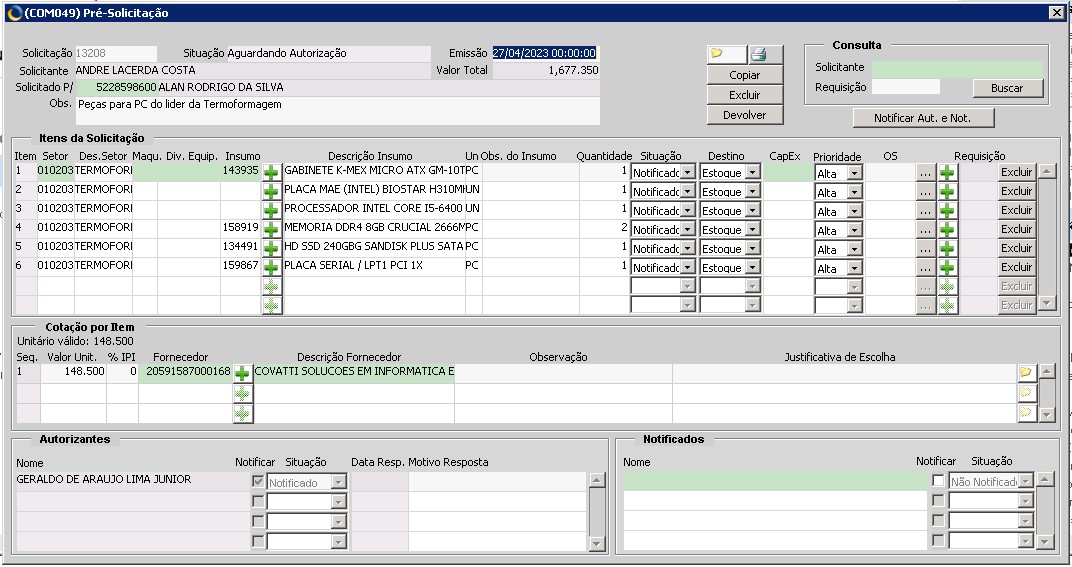 (COM049) Pré-Solicitação
Solicitação 13208 Situação Aguardando Autorização Emissão 27/04/2023 00:00:00
Solicitante ANDRE LACERDA COSTA Valor Total 1,677.350
Solicitado P/ 5228598600 ALAN RODRIGO DA SILVA
Obs. Peças para PC do lider da Termoformagem
Copiar
Excluir
Devolver
Consulta
Solicitante
Requisição Buscar
Notificar Aut. e Not.
Itens da Solicitação
Item Setor Des.Setor Maqu. Div. Equip. Insumo Descrição Insumo Un Obs. do Insumo Quantidade Situação Destino CapEx Prioridade OS Requisição
1 010203 TERMOFORI 143935 GABINETE K-MEX MICRO ATX GM-10T PC 1 Notificado Estoque Alta ... Excluir
2 010203 TERMOFORI PLACA MAE (INTEL) BIOSTAR H310M UN 1 Notificado Estoque Alta ... Excluir
3 010203 TERMOFORI PROCESSADOR INTEL CORE I5-6400 UN 1 Notificado Estoque Alta ... Excluir
4 010203 TERMOFORI 158919 MEMORIA DDR4 8GB CRUCIAL 2666M PC 2 Notificado Estoque Alta ... Excluir
5 010203 TERMOFORI 134491 HD SSD 240GBG SANDISK PLUS SATA PC 1 Notificado Estoque Alta ... Excluir
6 010203 TERMOFORI 159867 PLACA SERIAL / LPT1 PCI 1X PC 1 Notificado Estoque Alta ... Excluir
... Excluir
... Excluir
Cotação por Item
Unitário válido: 148.500
Seq. Valor Unit. % IPI Fornecedor Descrição Fornecedor Observação Justificativa de Escolha
1 148.500 0 20591587000168 COVATTI SOLUCOES EM INFORMATICA E
Autorizantes
Nome Notificar Situação Data Resp. Motivo Resposta
GERALDO DE ARAUJO LIMA JUNIOR Notificado
Notificados
Nome Notificar Situação
Não Notificad